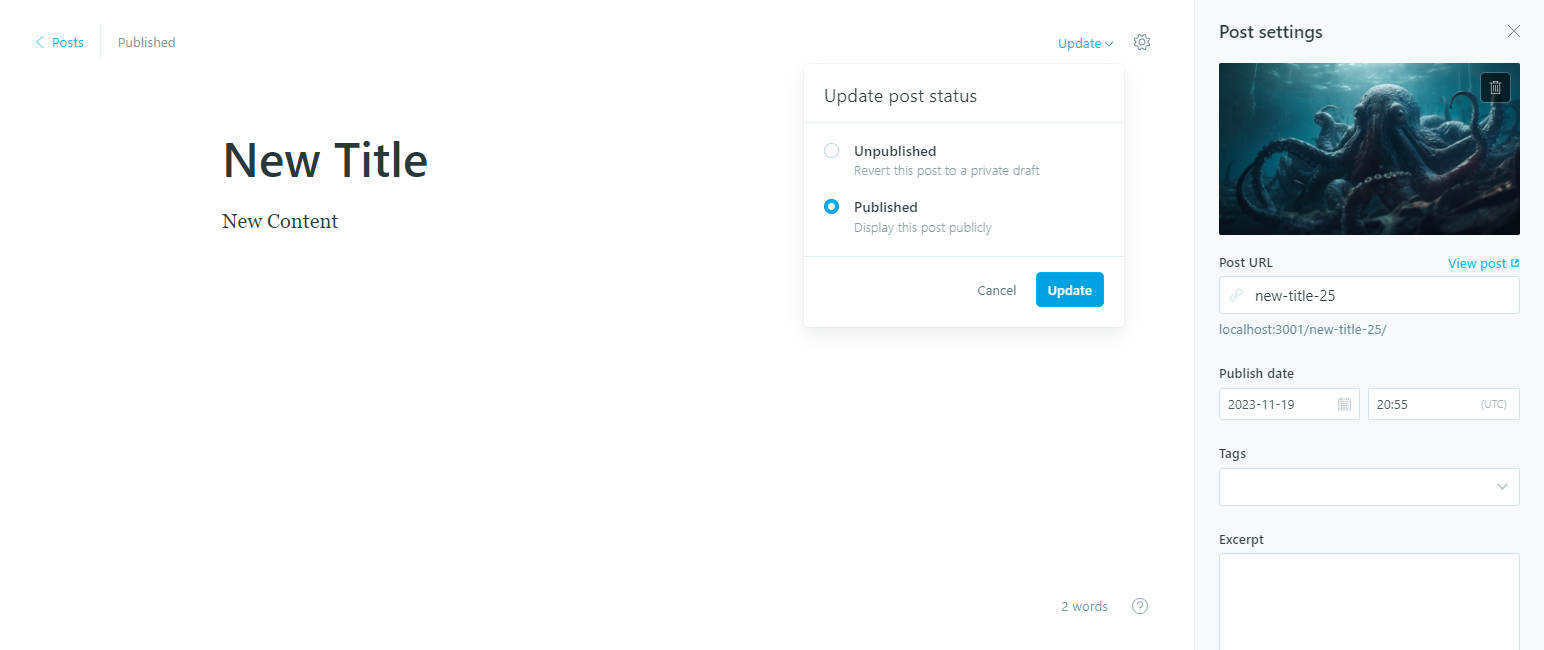 Posts
Published
Update
New Title
New Content
Update post status
Unpublished
Revert this post to a private draft
Published
Display this post publicly
Cancel
Update
2 words
?
Post settings
Post URL
View post
new-title-25
localhost:3001/new-title-25/
Publish date
2023-11-19
20:55
(UTC)
Tags
Excerpt